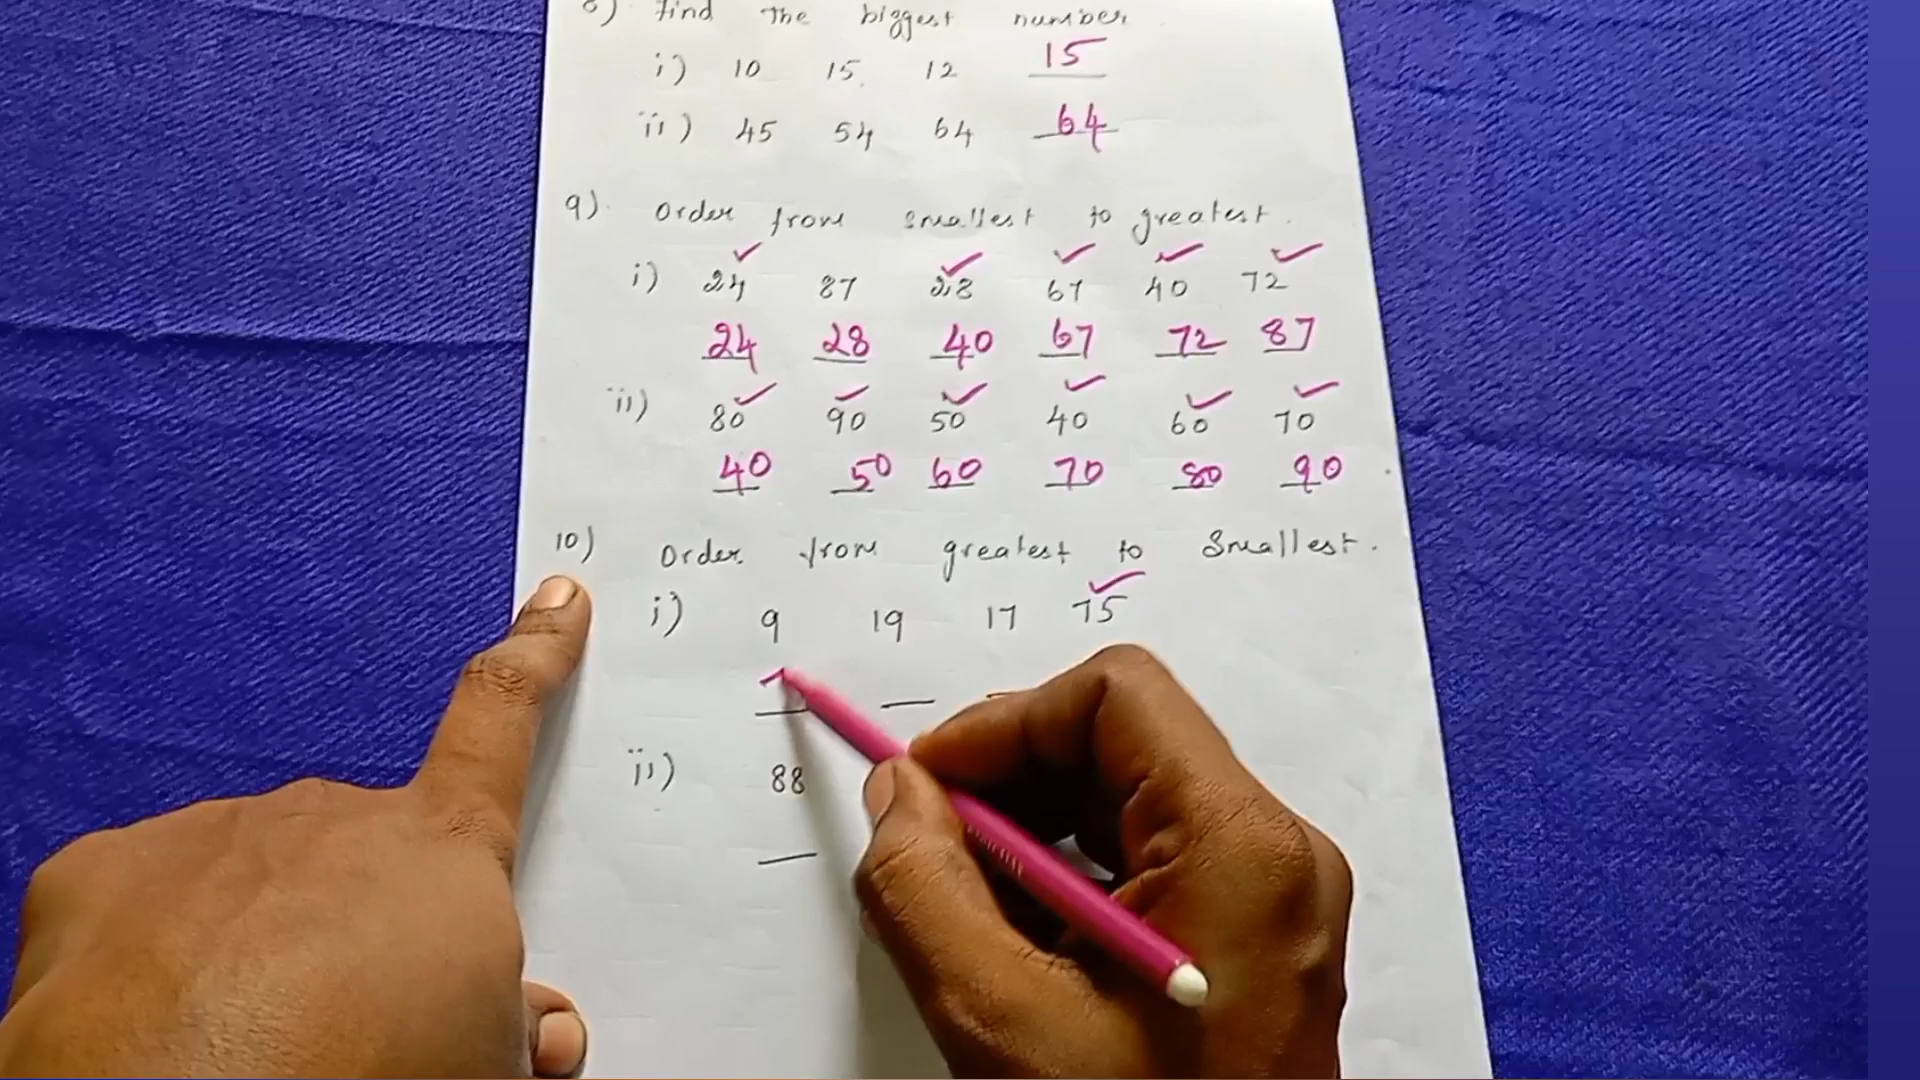 8) find the biggest number
i) 10 15 12 15
ii) 45 54 64 64
9) Order from smallest to greatest.
i) 24 87 28 67 40 72
24 28 40 67 72 87
ii) 80 90 50 40 60 70
40 50 60 70 80 90
10) Order from greatest to Smallest.
i) 9 19 17 75
ii) 88